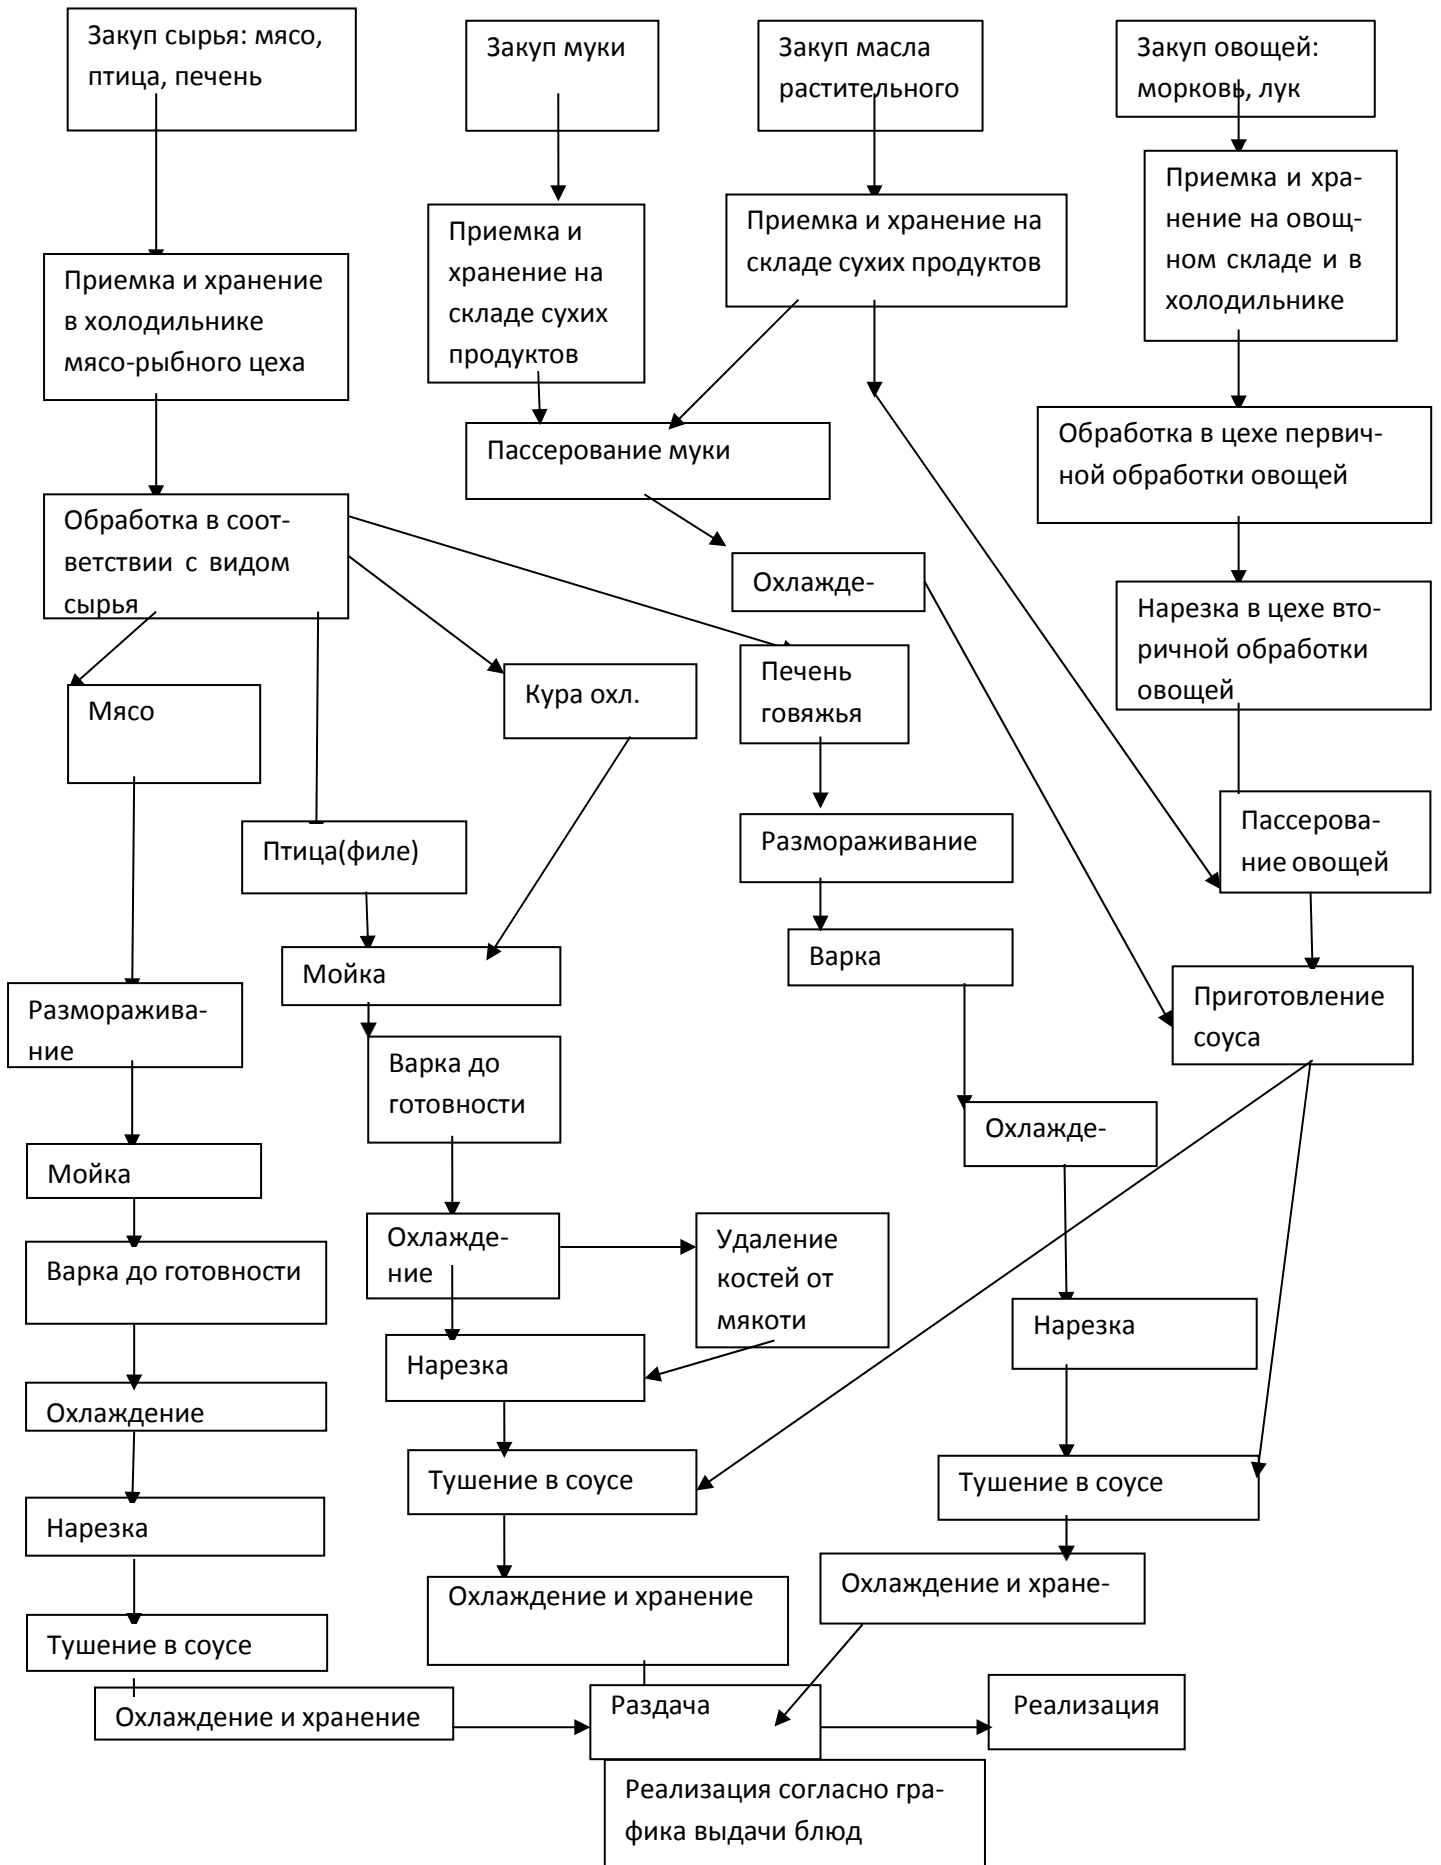 Закуп сырья: мясо,
птица, печень
Закуп муки
Закуп масла
растительного
Закуп овощей:
морковь, лук
Приемка и хра-
нение на овощ-
ном складе и в
холодильнике
Приемка и
хранение на
складе сухих
продуктов
Приемка и хранение на
складе сухих продуктов
Приемка и хранение
в холодильнике
мясо-рыбного цеха
Пассерование муки
Обработка в цехе первич-
ной обработки овощей
Обработка в соот-
ветствии с видом
сырья
Охлажде-
Нарезка в цехе вто-
ричной обработки
овощей
Мясо
Кура охл.
Печень
говяжья
Птица(филе)
Размораживание
Пассерова-
ние овощей
Мойка
Варка
Разморажива-
ние
Приготовление
соуса
Варка до
готовности
Охлажде-
Мойка
Варка до готовности
Охлажде-
ние
Удаление
костей от
мякоти
Нарезка
Нарезка
Охлаждение
Тушение в соусе
Тушение в соусе
Нарезка
Охлаждение и хранение
Охлаждение и хране-
Тушение в соусе
Охлаждение и хранение
Раздача
Реализация
Реализация согласно гра-
фика выдачи блюд